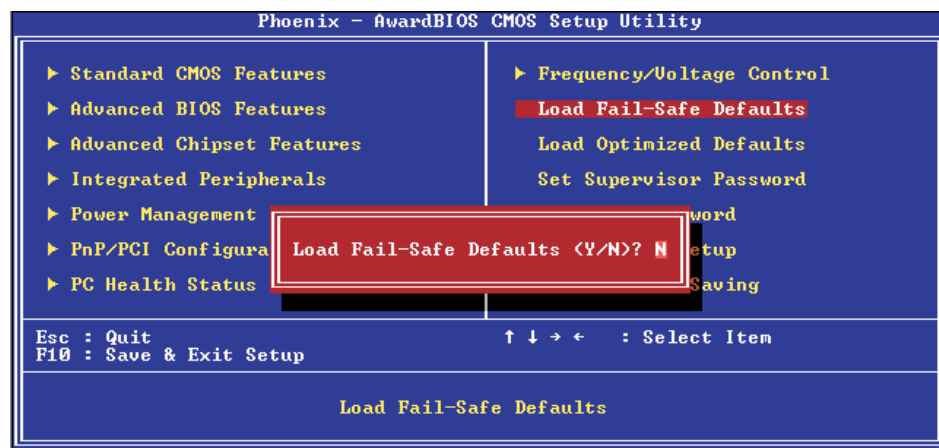 Phoenix - AwardBIOS CMOS Setup Utility
Standard CMOS Features
Advanced BIOS Features
Advanced Chipset Features
Integrated Peripherals
Power Management
PnP/PCI Configura
PC Health Status
Frequency/Voltage Control
Load Fail-Safe Defaults
Load Optimized Defaults
Set Supervisor Password
word
etup
Saving
Load Fail-Safe Defaults (Y/N)? N
Esc : Quit
F10 : Save & Exit Setup
↑ ↓ → ← : Select Item
Load Fail-Safe Defaults